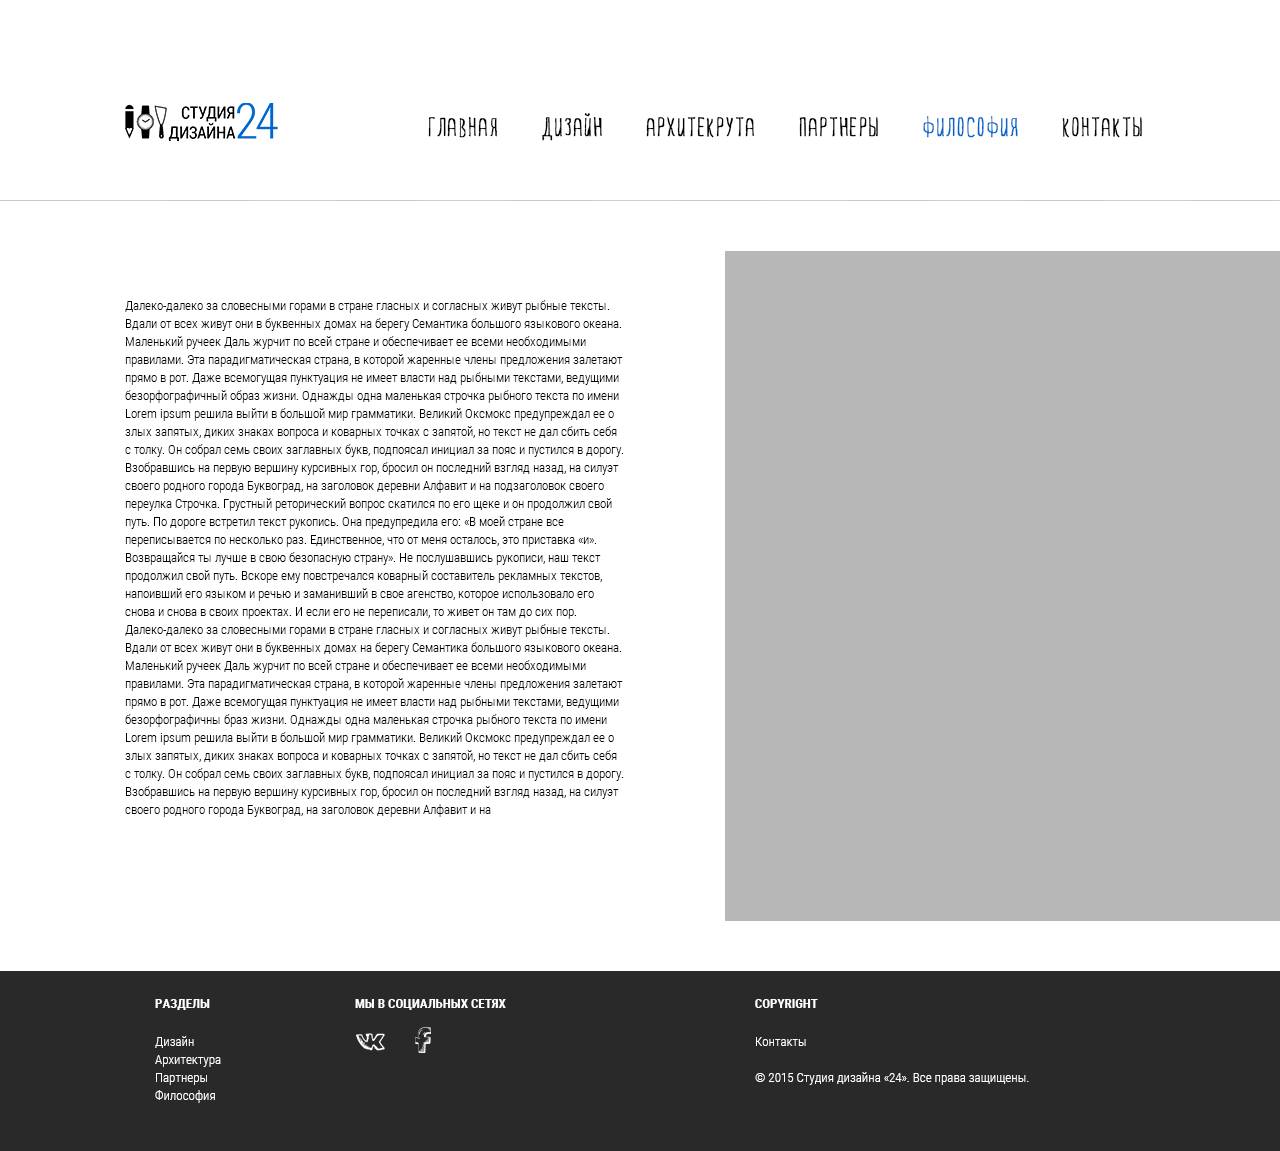 СТУДИЯ
ДИЗАЙНА 24
ГЛАВНАЯ ДИЗАЙН АРХИТЕКРУТА ПАРТНЕРЫ ФИЛОСОФИЯ КОНТАКТЫ
Далеко-далеко за словесными горами в стране гласных и согласных живут рыбные тексты.
Вдали от всех живут они в буквенных домах на берегу Семантика большого языкового океана.
Маленький ручеек Даль журчит по всей стране и обеспечивает ее всеми необходимыми
правилами. Эта парадигматическая страна, в которой жаренные члены предложения залетают
прямо в рот. Даже всемогущая пунктуация не имеет власти над рыбными текстами, ведущими
безорфографичный образ жизни. Однажды одна маленькая строчка рыбного текста по имени
Lorem ipsum решила выйти в большой мир грамматики. Великий Оксмокс предупреждал ее о
злых запятых, диких знаках вопроса и коварных точках с запятой, но текст не дал сбить себя
с толку. Он собрал семь своих заглавных букв, подпоясал инициал за пояс и пустился в дорогу.
Взобравшись на первую вершину курсивных гор, бросил он последний взгляд назад, на силуэт
своего родного города Буквоград, на заголовок деревни Алфавит и на подзаголовок своего
переулка Строчка. Грустный реторический вопрос скатился по его щеке и он продолжил свой
путь. По дороге встретил текст рукопись. Она предупредила его: «В моей стране все
переписывается по несколько раз. Единственное, что от меня осталось, это приставка «и».
Возвращайся ты лучше в свою безопасную страну». Не послушавшись рукописи, наш текст
продолжил свой путь. Вскоре ему повстречался коварный составитель рекламных текстов,
напоивший его языком и речью и заманивший в свое агенство, которое использовало его
снова и снова в своих проектах. И если его не переписали, то живет он там до сих пор.
Далеко-далеко за словесными горами в стране гласных и согласных живут рыбные тексты.
Вдали от всех живут они в буквенных домах на берегу Семантика большого языкового океана.
Маленький ручеек Даль журчит по всей стране и обеспечивает ее всеми необходимыми
правилами. Эта парадигматическая страна, в которой жаренные члены предложения залетают
прямо в рот. Даже всемогущая пунктуация не имеет власти над рыбными текстами, ведущими
безорфографичны браз жизни. Однажды одна маленькая строчка рыбного текста по имени
Lorem ipsum решила выйти в большой мир грамматики. Великий Оксмокс предупреждал ее о
злых запятых, диких знаках вопроса и коварных точках с запятой, но текст не дал сбить себя
с толку. Он собрал семь своих заглавных букв, подпоясал инициал за пояс и пустился в дорогу.
Взобравшись на первую вершину курсивных гор, бросил он последний взгляд назад, на силуэт
своего родного города Буквоград, на заголовок деревни Алфавит и на
РАЗДЕЛЫ
Дизайн
Архитектура
Партнеры
Философия
МЫ В СОЦИАЛЬНЫХ СЕТЯХ
COPYRIGHT
Контакты
© 2015 Студия дизайна «24». Все права защищены.